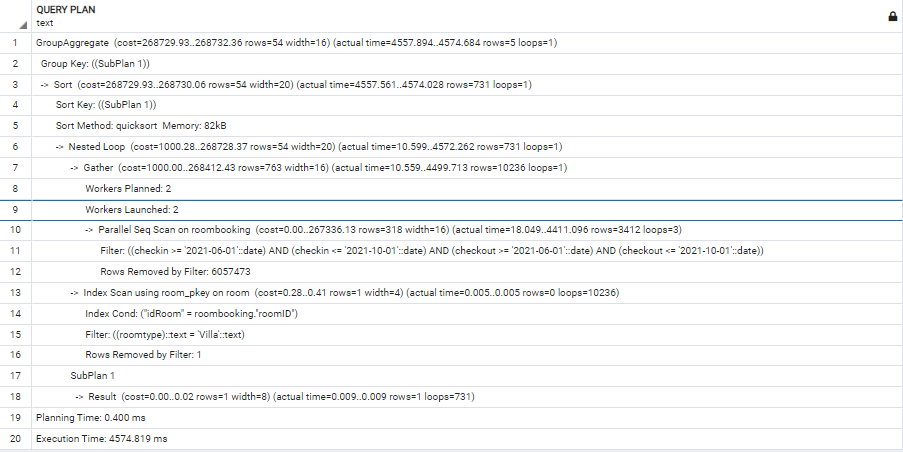 QUERY PLAN
text
1 GroupAggregate (cost=268729.93..268732.36 rows=54 width=16) (actual time=4557.894..4574.684 rows=5 loops=1)
2 Group Key: ((SubPlan 1))
3 -> Sort (cost=268729.93..268730.06 rows=54 width=20) (actual time=4557.561..4574.028 rows=731 loops=1)
4 Sort Key: ((SubPlan 1))
5 Sort Method: quicksort Memory: 82kB
6 -> Nested Loop (cost=1000.28..268728.37 rows=54 width=20) (actual time=10.599..4572.262 rows=731 loops=1)
7 -> Gather (cost=1000.00..268412.43 rows=763 width=16) (actual time=10.559..4499.713 rows=10236 loops=1)
8 Workers Planned: 2
9 Workers Launched: 2
10 -> Parallel Seq Scan on roombooking (cost=0.00..267336.13 rows=318 width=16) (actual time=18.049..4411.096 rows=3412 loops=3)
11 Filter: ((checkin >= '2021-06-01'::date) AND (checkin <= '2021-10-01'::date) AND (checkout >= '2021-06-01'::date) AND (checkout <= '2021-10-01'::date))
12 Rows Removed by Filter: 6057473
13 -> Index Scan using room_pkey on room (cost=0.28..0.41 rows=1 width=4) (actual time=0.005..0.005 rows=0 loops=10236)
14 Index Cond: ("idRoom" = roombooking."roomID")
15 Filter: ((roomtype)::text = 'Villa'::text)
16 Rows Removed by Filter: 1
17 SubPlan 1
18 -> Result (cost=0.00..0.02 rows=1 width=8) (actual time=0.009..0.009 rows=1 loops=731)
19 Planning Time: 0.400 ms
20 Execution Time: 4574.819 ms